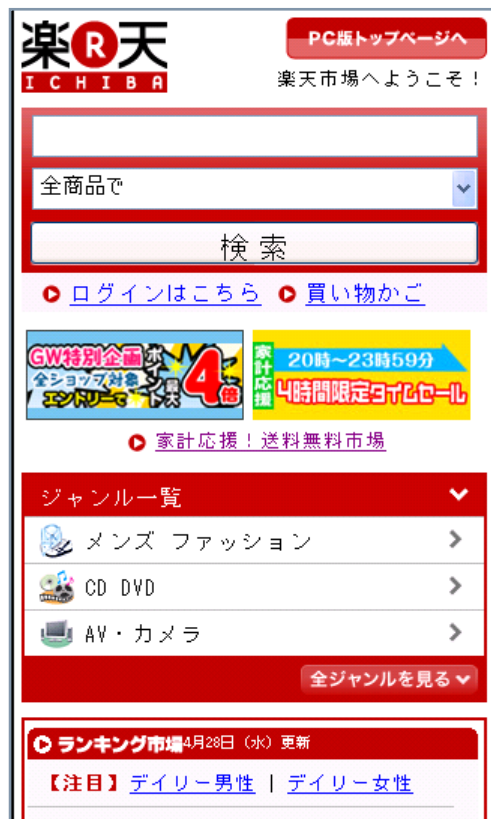 楽R天
ICHIBA
PC版トップページへ
楽天市場へようこそ!
全商品で
検索
ログインはこちら 買い物かご
GW特別企画
全ショップ対象
エントリーで
ポイント最大4倍
家計応援
20時~23時59分
4時間限定タイムセール
家計応援!送料無料市場
ジャンル一覧
メンズ ファッション
CD DVD
AV・カメラ
全ジャンルを見る
ランキング市場4月28日(水)更新
【注目】デイリー男性 | デイリー女性